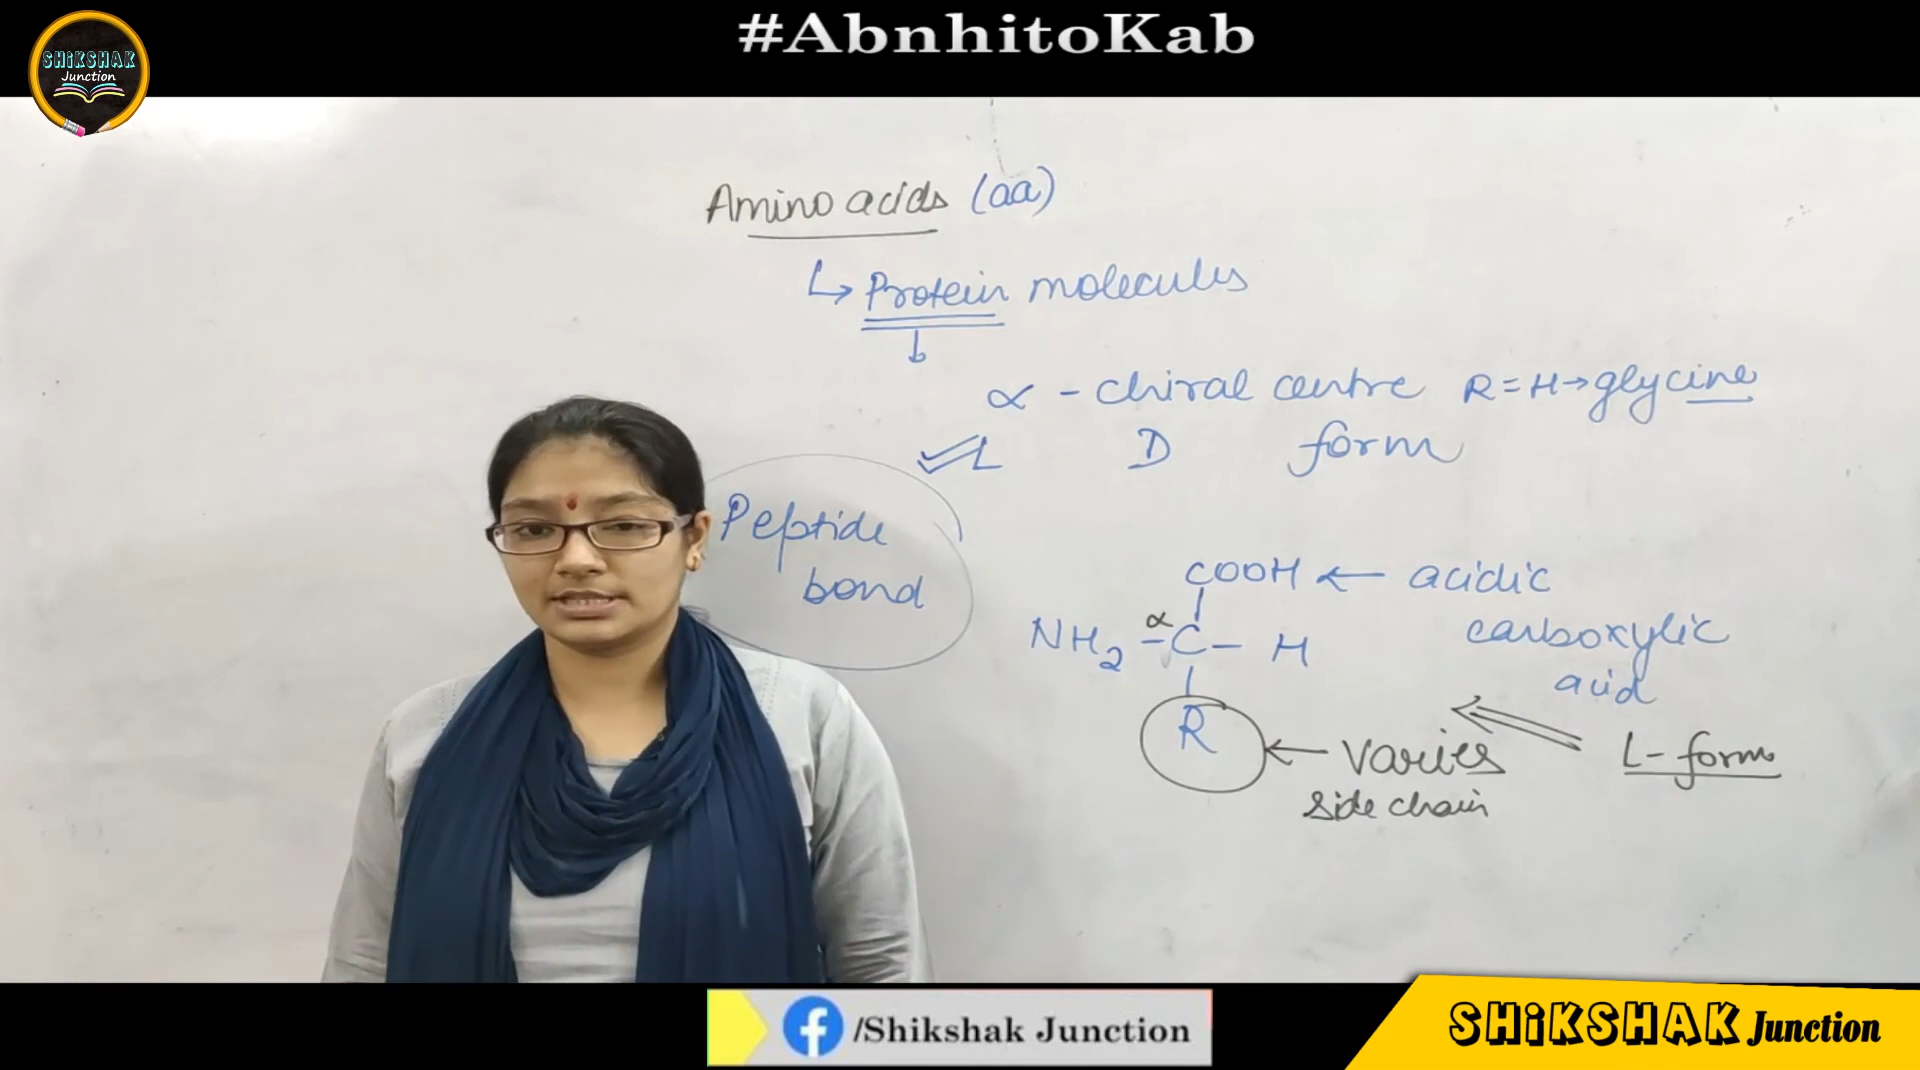 #AbnhitoKab
SHiKSHAK
Junction
Amino acids (aa)
↳ Protein molecules
α - chiral centre R = H → glycine
L D form
Peptide
bond
COOH ← acidic
carboxylic
acid
α
NH2 - C - H
R ← varies
side chain
L-form
/Shikshak Junction
SHiKSHAK Junction